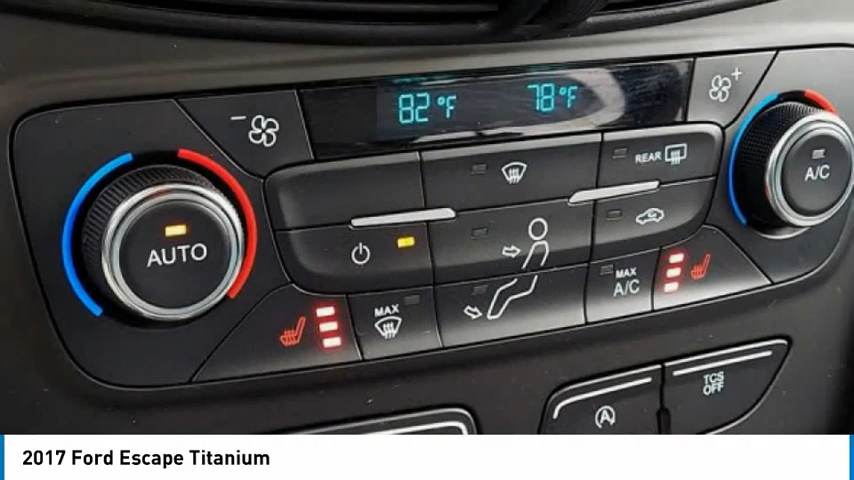 82°F 78°F
REAR
AUTO
A/C
MAX
MAX
A/C
A
TCS
OFF
2017 Ford Escape Titanium